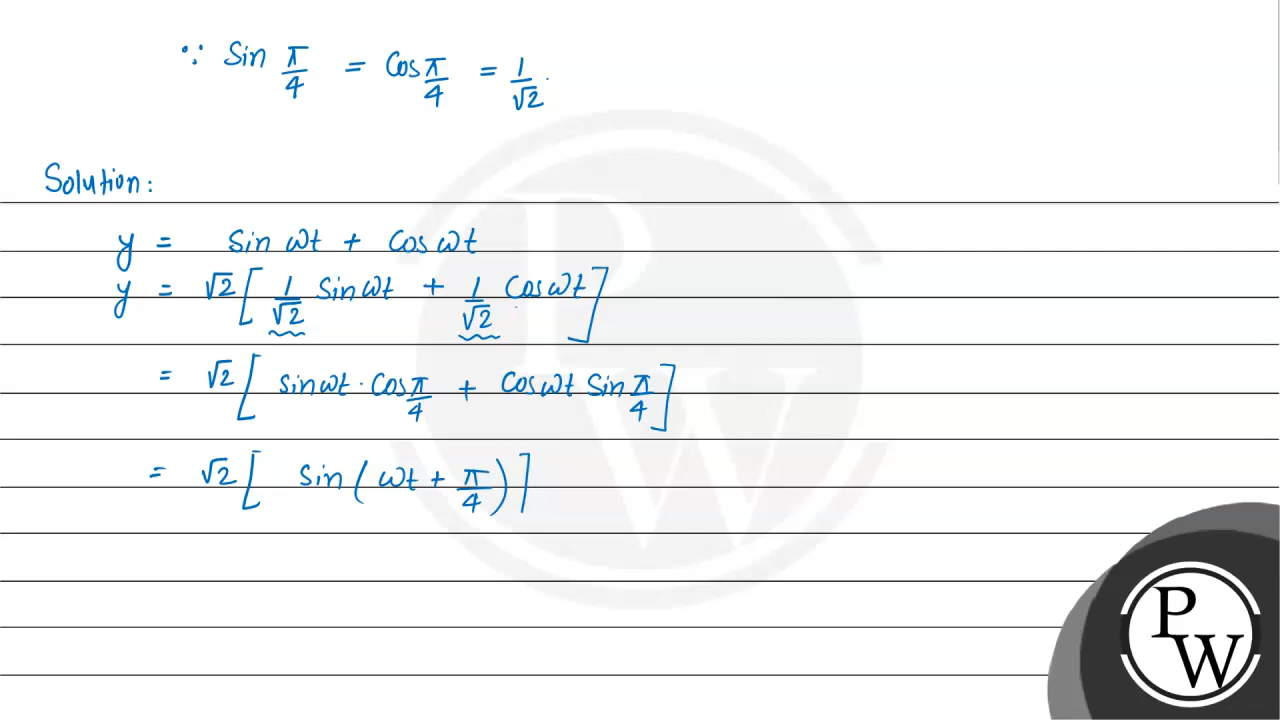 ∵ Sin π/4 = Cos π/4 = 1/√2
Solution:
y = sin ωt + cos ωt
y = √2 [ 1/√2 sin ωt + 1/√2 cos ωt ]
= √2 [ sin ωt · cos π/4 + cos ωt sin π/4 ]
= √2 [ sin ( ωt + π/4 ) ]
P
W
P
W